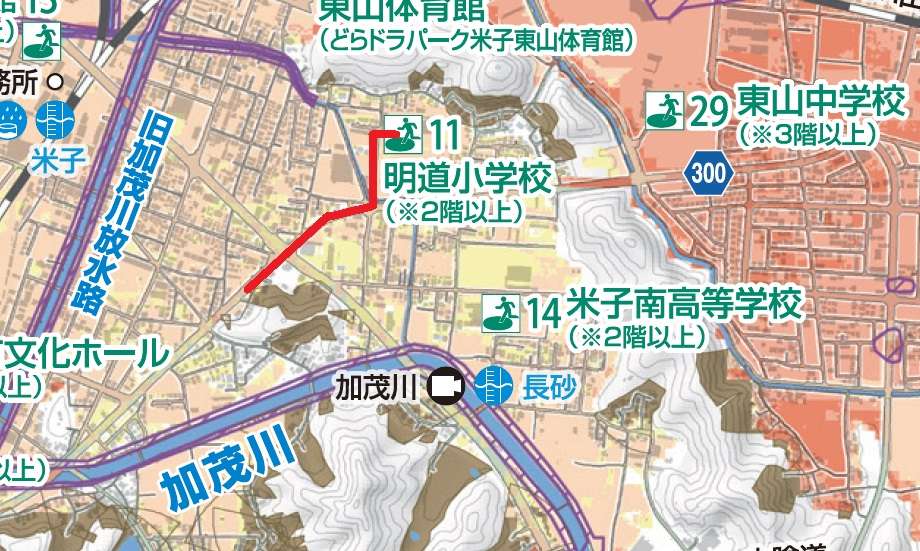 館15
東山体育館
(どらドラパーク米子東山体育館)
務所
米子
旧加茂川放水路
11
明道小学校
(※2階以上)
29
東山中学校
(※3階以上)
300
14
米子南高等学校
(※2階以上)
文化ホール
以上)
加茂川
長砂
加茂川
以上)